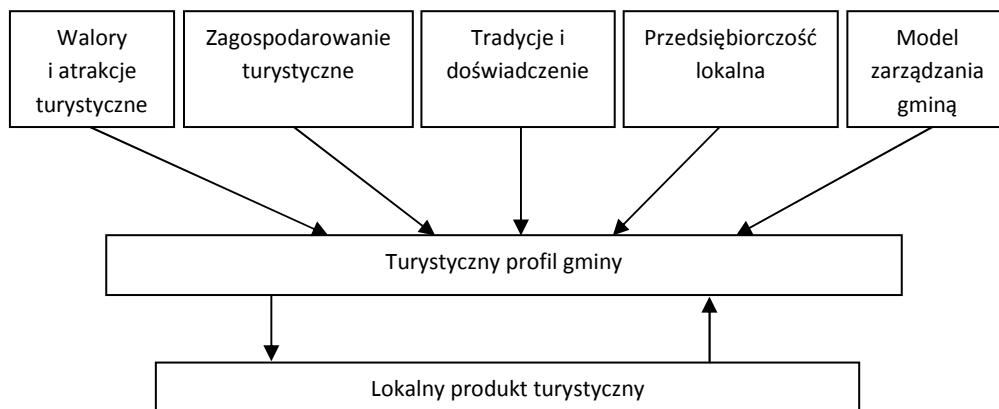 Walory
i atrakcje
turystyczne
Zagospodarowanie
turystyczne
Tradycje i
doświadczenie
Przedsiębiorczość
lokalna
Model
zarządzania
gminą
Turystyczny profil gminy
Lokalny produkt turystyczny